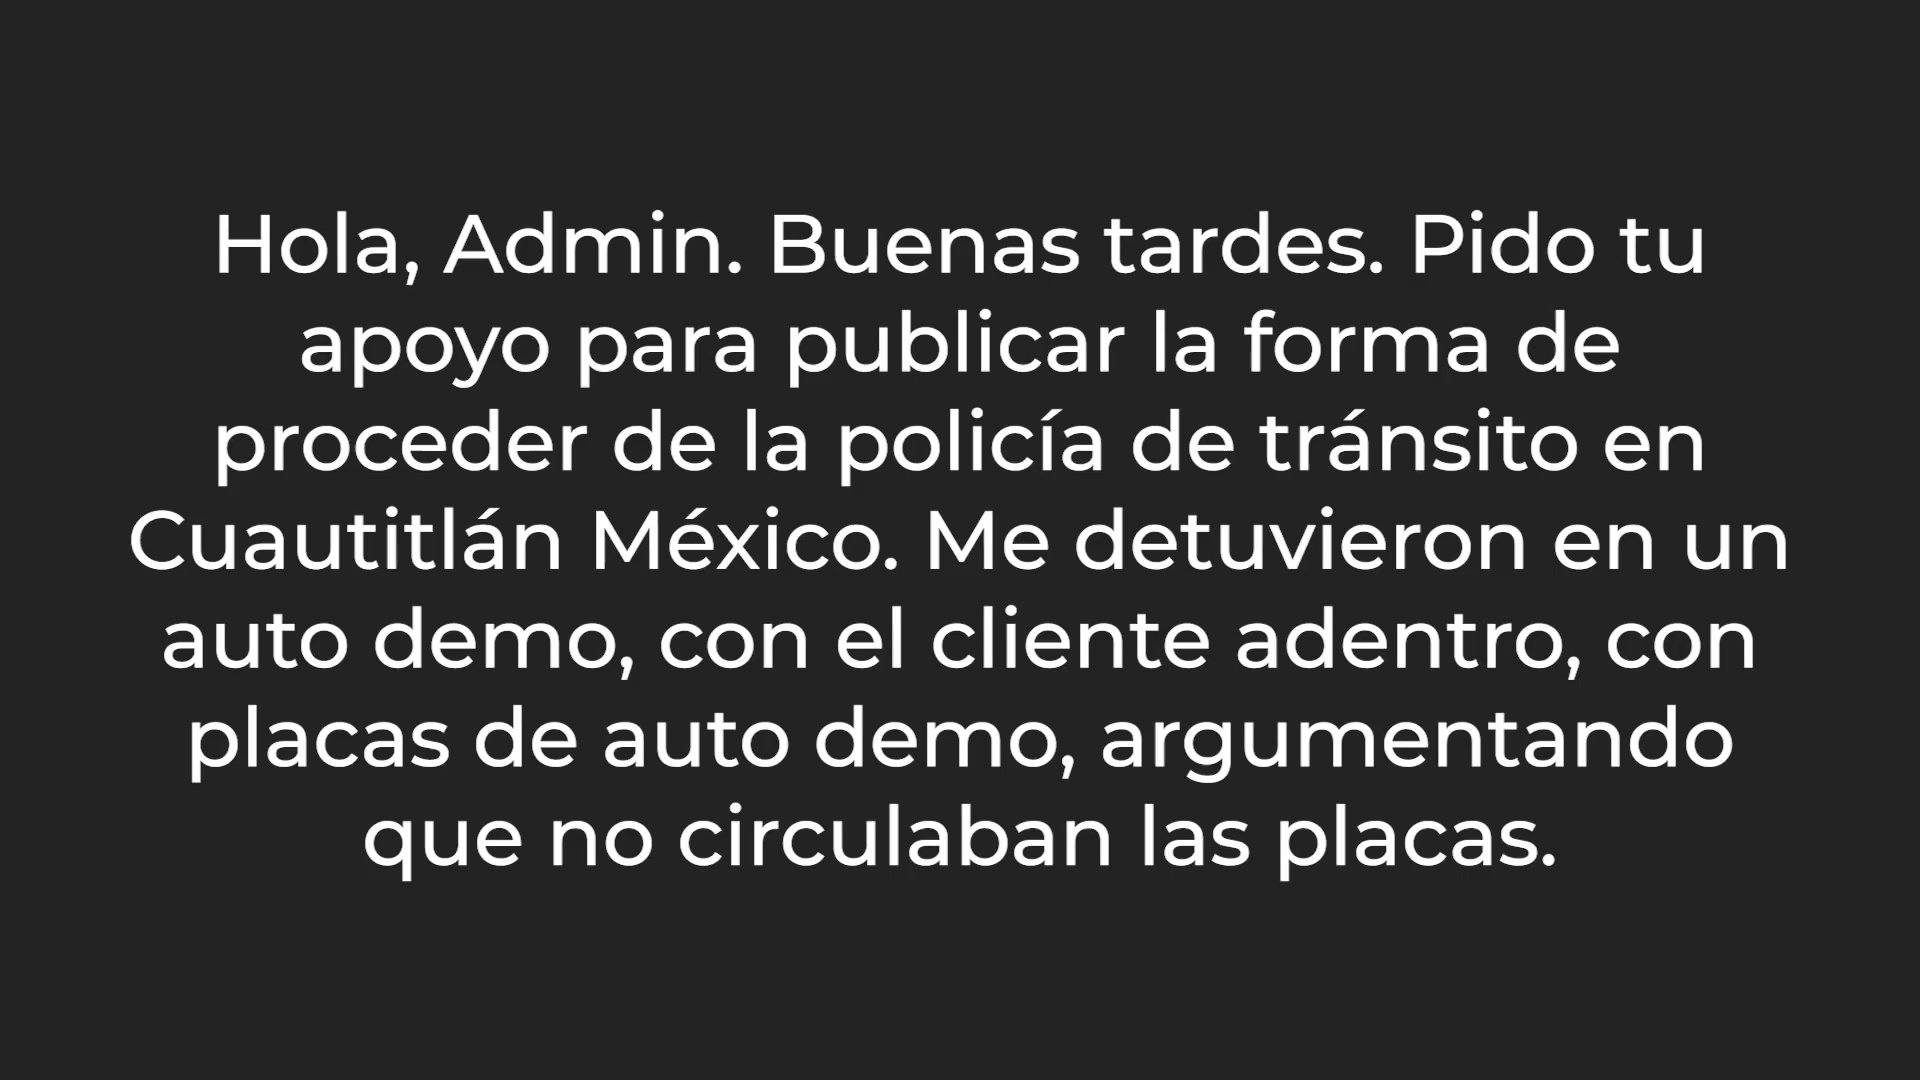 Hola, Admin. Buenas tardes. Pido tu
apoyo para publicar la forma de
proceder de la policía de tránsito en
Cuautitlán México. Me detuvieron en un
auto demo, con el cliente adentro, con
placas de auto demo, argumentando
que no circulaban las placas.